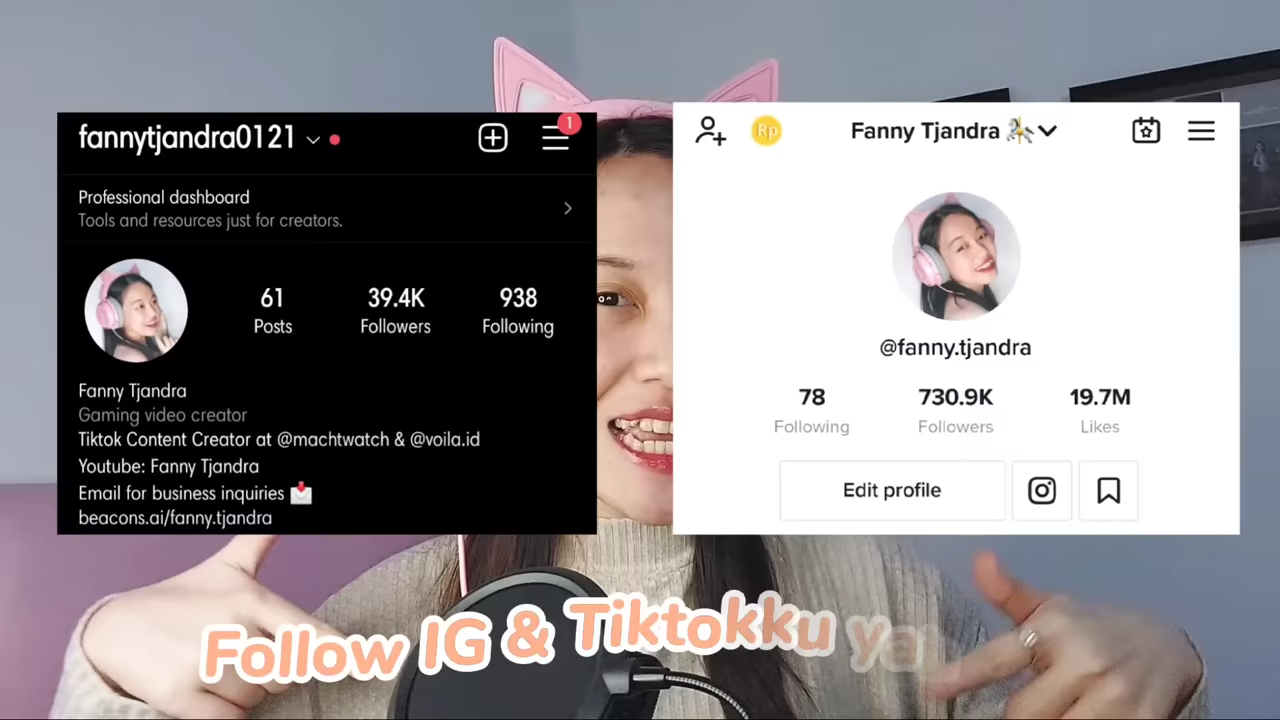 fannytjandra0121
1
Professional dashboard
Tools and resources just for creators.
61
Posts
39.4K
Followers
938
Following
Fanny Tjandra
Gaming video creator
Tiktok Content Creator at @machtwatch & @voila.id
Youtube: Fanny Tjandra
Email for business inquiries 📩
beacons.ai/fanny.tjandra
Rp
Fanny Tjandra 🎠
@fanny.tjandra
78
Following
730.9K
Followers
19.7M
Likes
Edit profile
Follow IG & Tiktokku ya